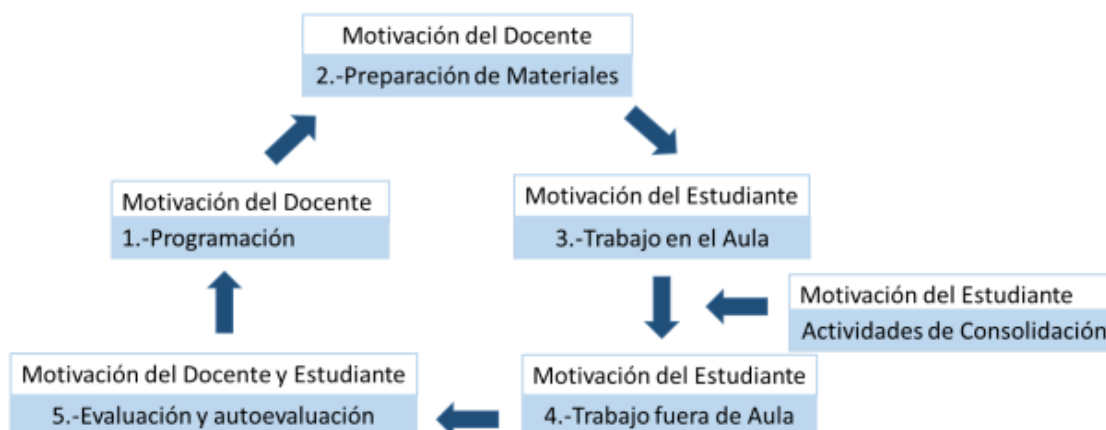 Motivación del Docente
2.-Preparación de Materiales
Motivación del Docente
1.-Programación
Motivación del Estudiante
3.-Trabajo en el Aula
Motivación del Estudiante
Actividades de Consolidación
Motivación del Docente y Estudiante
5.-Evaluación y autoevaluación
Motivación del Estudiante
4.-Trabajo fuera de Aula